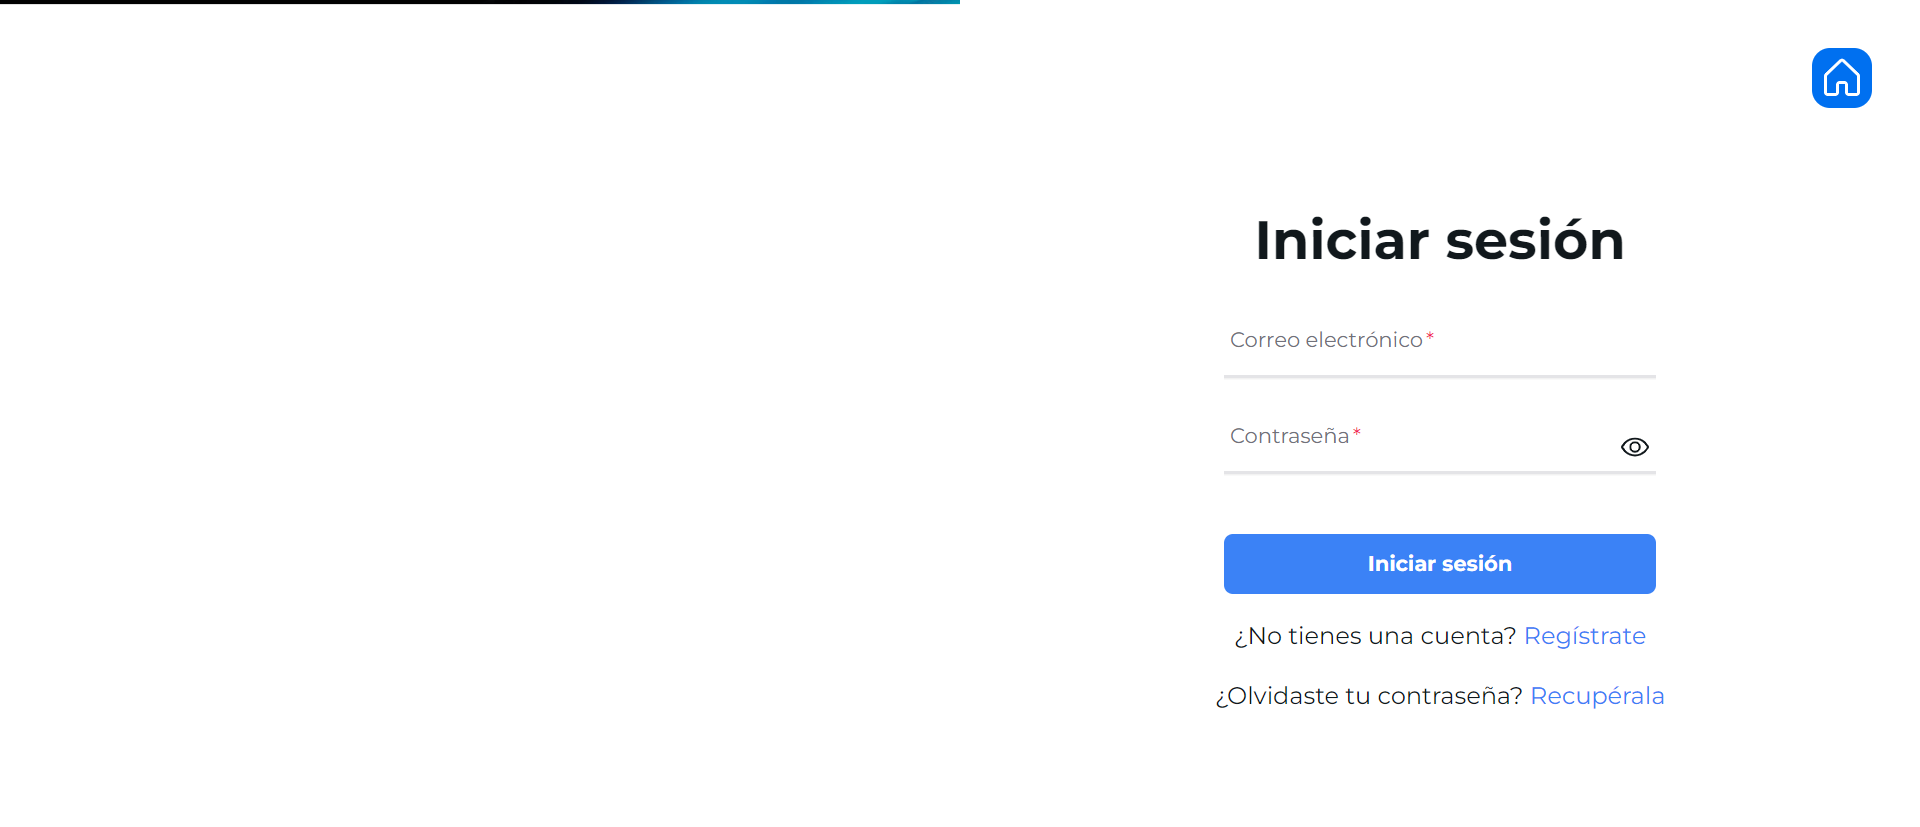 Iniciar sesión
Correo electrónico*
Contraseña*
Iniciar sesión
¿No tienes una cuenta? Regístrate
¿Olvidaste tu contraseña? Recupérala